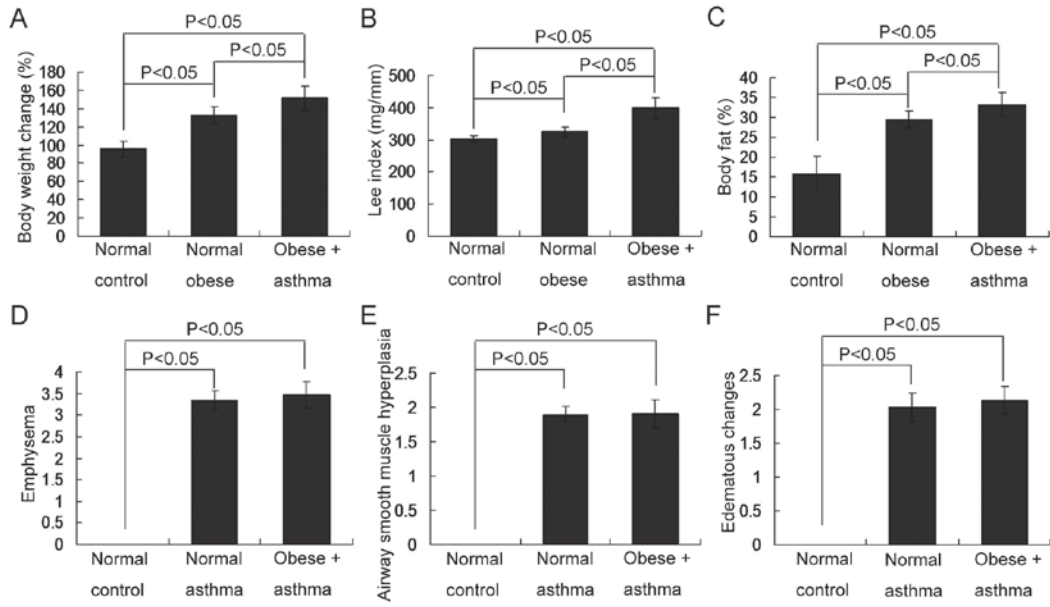 A
P<0.05
P<0.05
P<0.05
Body weight change (%)
180
160
140
120
100
80
60
40
20
0
Normal control
Normal obese
Obese + asthma
B
P<0.05
P<0.05
P<0.05
Lee index (mg/mm)
500
400
300
200
100
0
Normal control
Normal obese
Obese + asthma
C
P<0.05
P<0.05
P<0.05
Body fat (%)
40
35
30
25
20
15
10
5
0
Normal control
Normal obese
Obese + asthma
D
P<0.05
P<0.05
Emphysema
4
3.5
3
2.5
2
1.5
1
0.5
0
Normal control
Normal asthma
Obese + asthma
E
P<0.05
P<0.05
Airway smooth muscle hyperplasia
2.5
2
1.5
1
0.5
0
Normal control
Normal asthma
Obese + asthma
F
P<0.05
P<0.05
Edematous changes
2.5
2
1.5
1
0.5
0
Normal control
Normal asthma
Obese + asthma